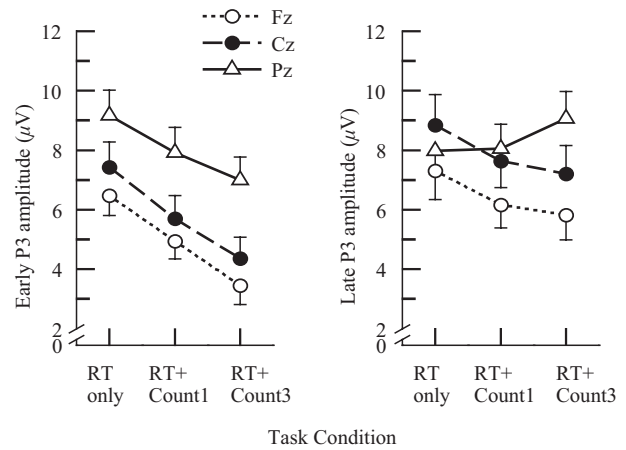 Fz
Cz
Pz
Early P3 amplitude (μV)
12
10
8
6
4
2
0
RT only
RT+ Count1
RT+ Count3
Late P3 amplitude (μV)
12
10
8
6
4
2
0
RT only
RT+ Count1
RT+ Count3
Task Condition